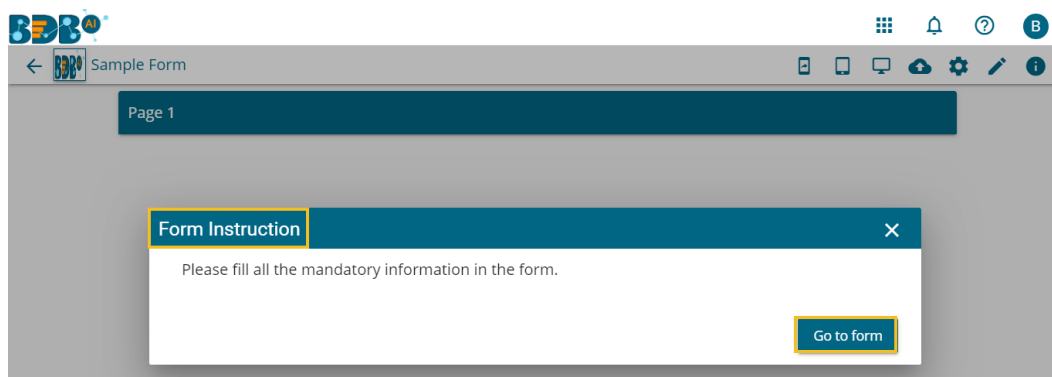 BDB AI
B
BDB Sample Form
Page 1
Form Instruction
Please fill all the mandatory information in the form.
Go to form